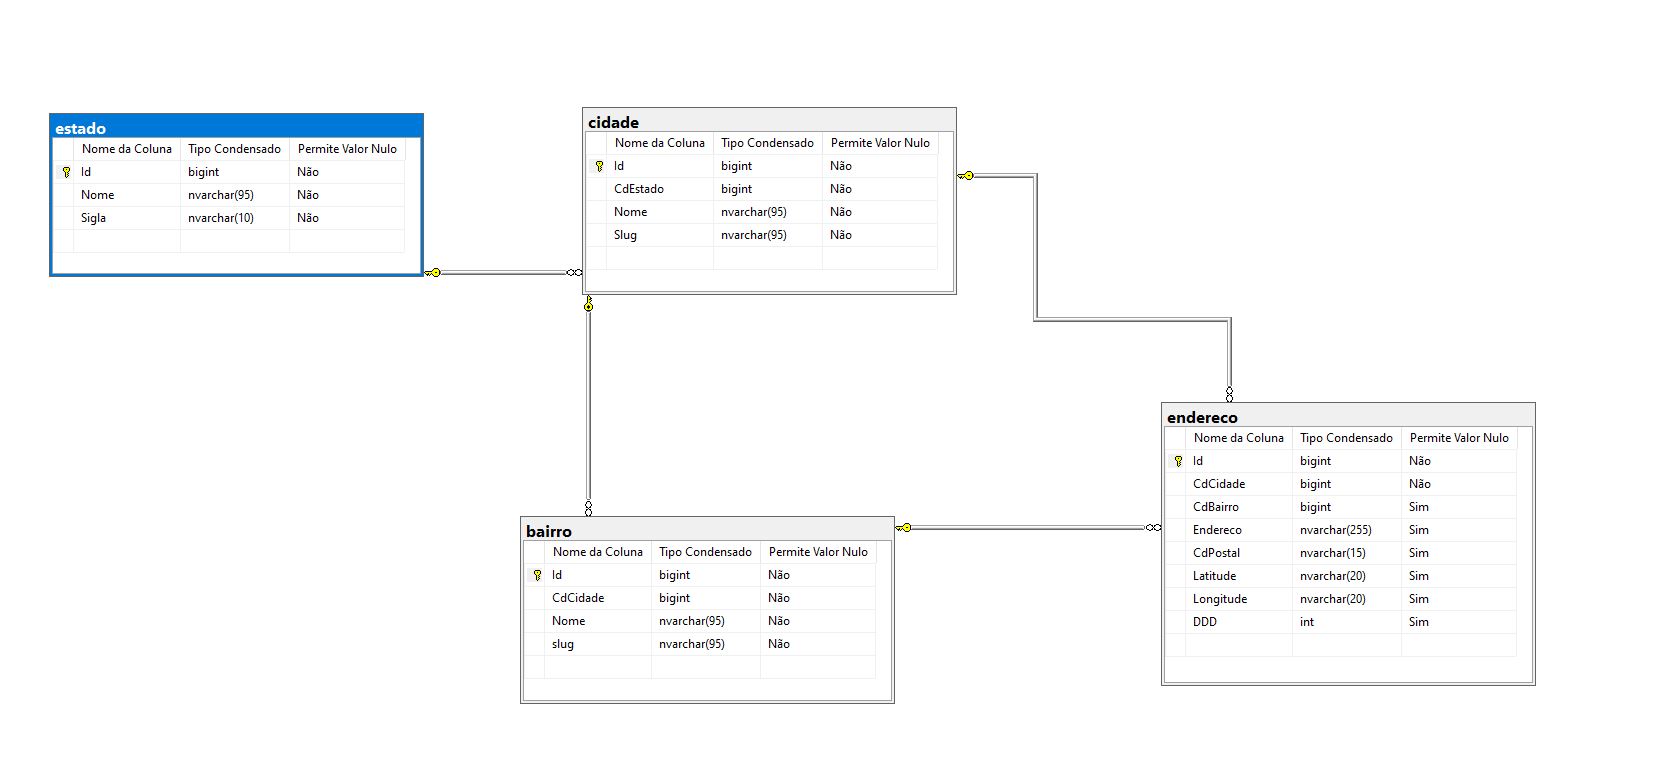 estado
Nome da Coluna Tipo Condensado Permite Valor Nulo
Id bigint Não
Nome nvarchar(95) Não
Sigla nvarchar(10) Não
cidade
Nome da Coluna Tipo Condensado Permite Valor Nulo
Id bigint Não
CdEstado bigint Não
Nome nvarchar(95) Não
Slug nvarchar(95) Não
bairro
Nome da Coluna Tipo Condensado Permite Valor Nulo
Id bigint Não
CdCidade bigint Não
Nome nvarchar(95) Não
slug nvarchar(95) Não
endereco
Nome da Coluna Tipo Condensado Permite Valor Nulo
Id bigint Não
CdCidade bigint Não
CdBairro bigint Sim
Endereco nvarchar(255) Sim
CdPostal nvarchar(15) Sim
Latitude nvarchar(20) Sim
Longitude nvarchar(20) Sim
DDD int Sim